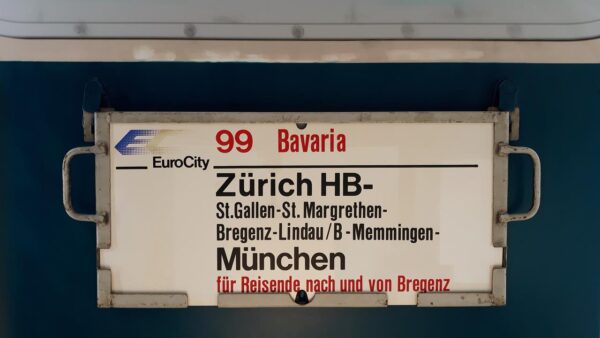 99 Bavaria
EuroCity
Zürich HB-
St.Gallen-St. Margrethen-
Bregenz-Lindau/B-Memmingen-
München
für Reisende nach und von Bregenz